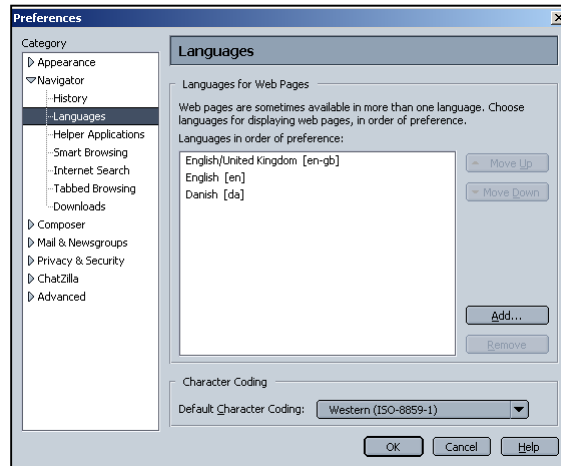 Preferences
Category
Appearance
Navigator
History
Languages
Helper Applications
Smart Browsing
Internet Search
Tabbed Browsing
Downloads
Composer
Mail & Newsgroups
Privacy & Security
ChatZilla
Advanced
Languages
Languages for Web Pages
Web pages are sometimes available in more than one language. Choose
languages for displaying web pages, in order of preference.
Languages in order of preference:
English/United Kingdom [en-gb]
English [en]
Danish [da]
Move Up
Move Down
Add...
Remove
Character Coding
Default Character Coding:
Western (ISO-8859-1)
OK
Cancel
Help